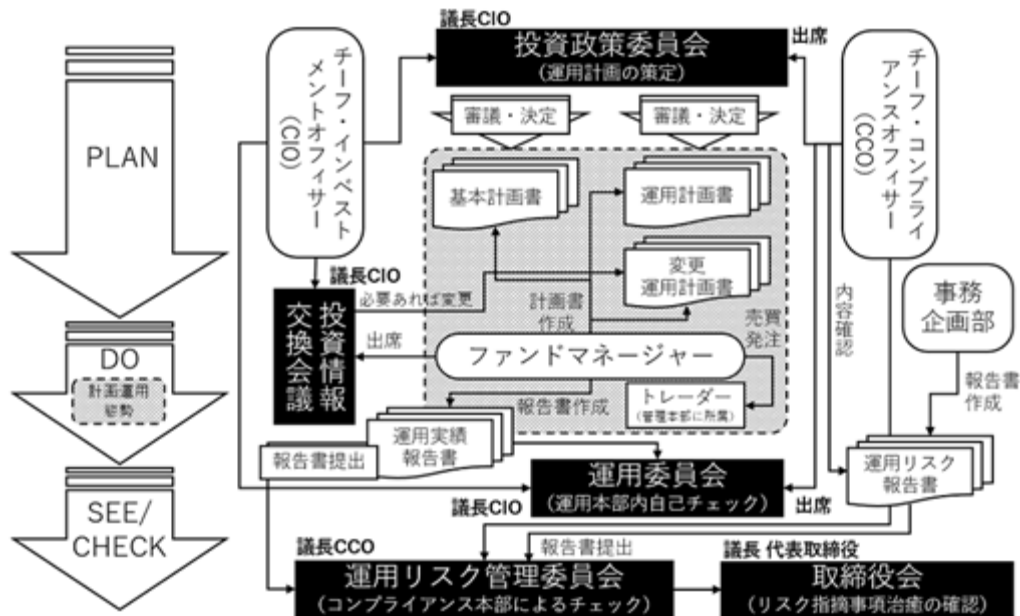 議長CIO
投資政策委員会
(運用計画の策定)
出席
チーフ・インベスト
メントオフィサー
(CIO)
チーフ・コンプライ
アンスオフィサー
(CCO)
PLAN
審議・決定
審議・決定
基本計画書
運用計画書
変更
運用計画書
議長CIO
必要あれば変更
投資情報
交換会議
出席
計画書
作成
売買
発注
内容確認
事務
企画部
DO
計画運用
姿勢
ファンドマネージャー
トレーダー
(管理本部に所属)
報告書作成
報告書
作成
運用実績
報告書
報告書提出
運用リスク
報告書
運用委員会
(運用本部内自己チェック)
議長CIO
出席
SEE/
CHECK
議長CCO
報告書提出
議長 代表取締役
運用リスク管理委員会
(コンプライアンス本部によるチェック)
取締役会
(リスク指摘事項治癒の確認)